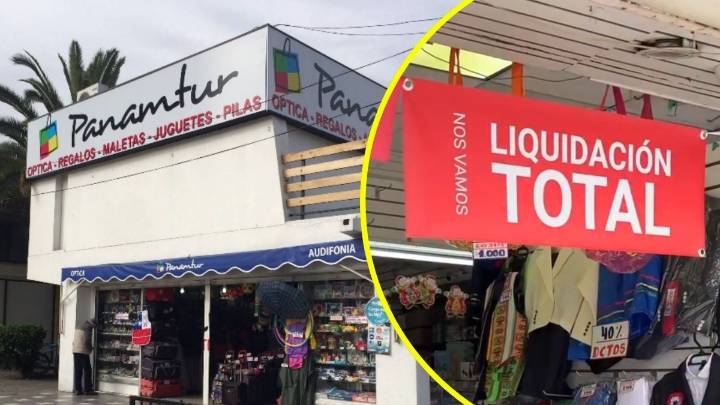 Panamtur
OPTICA - REGALOS - MALETAS - JUGUETES - PILAS
Pana
OPTICA - REGALOS
OPTICA
Panamtur
AUDIFONIA
NOS VAMOS
LIQUIDACIÓN
TOTAL
1.000
40%
DCTOS